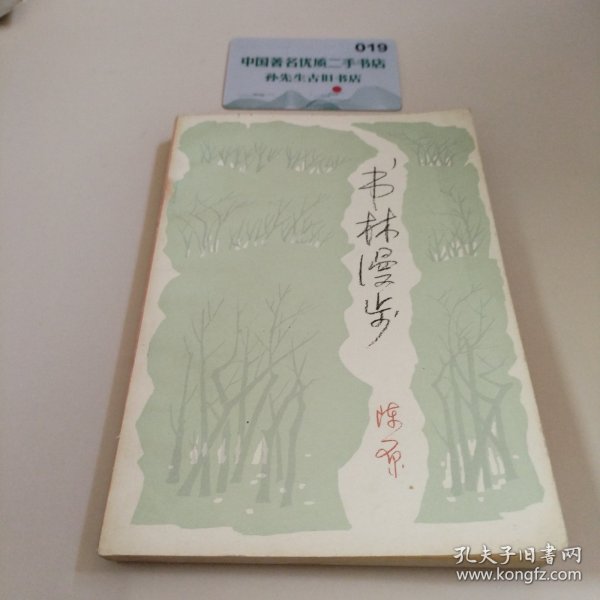 019
中国著名优质二手书店
孙先生古旧书店
书林漫步
陈原
孔夫子旧书网
www.kongfz.com